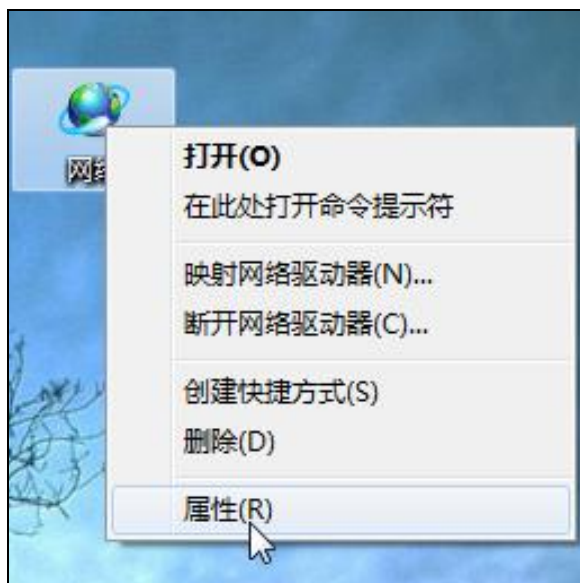 网络
打开(O)
在此处打开命令提示符
映射网络驱动器(N)...
断开网络驱动器(C)...
创建快捷方式(S)
删除(D)
属性(R)